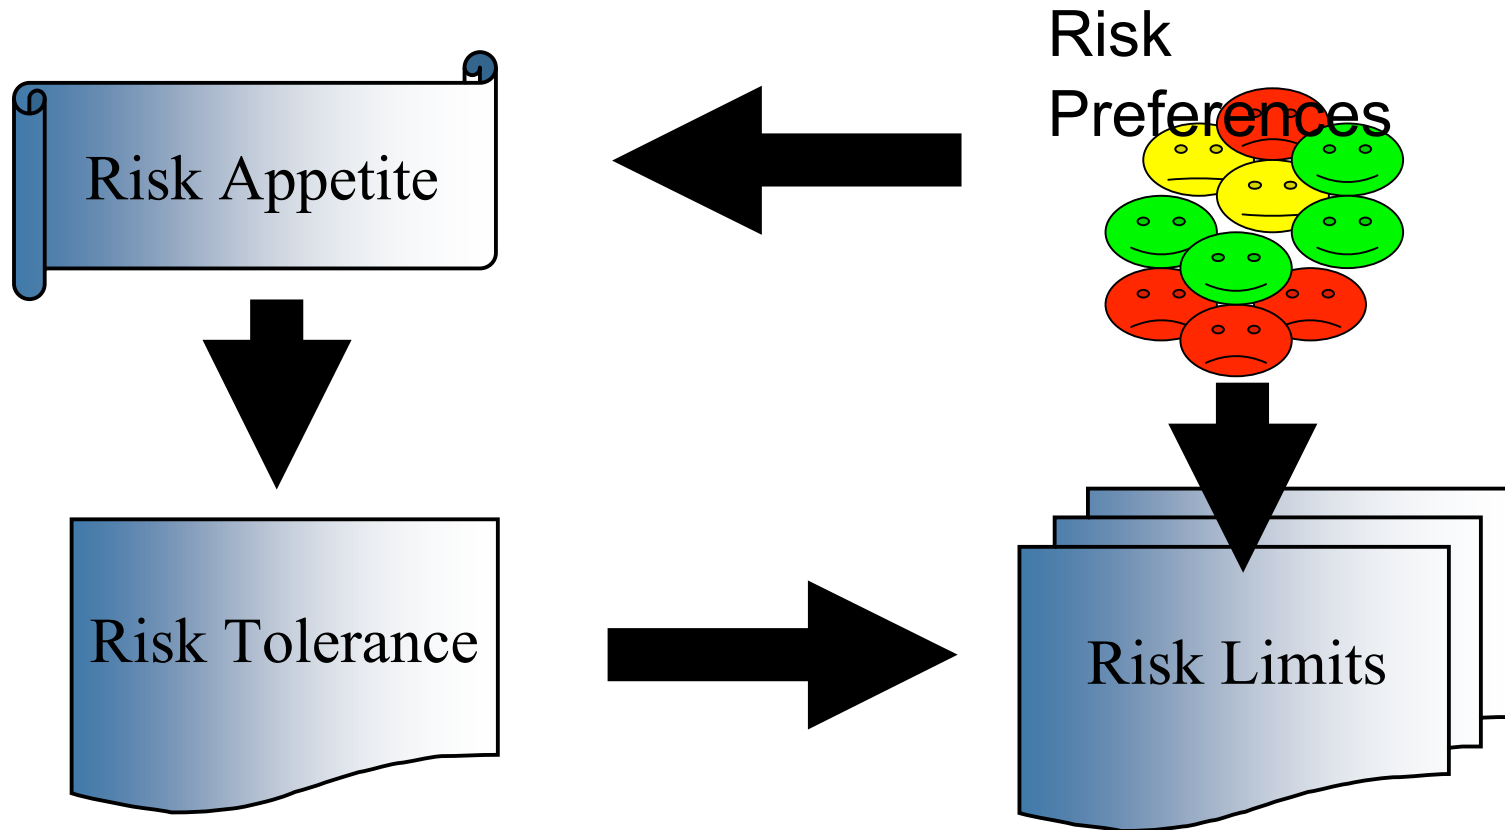 Risk
Preferences
Risk Appetite
Risk Tolerance
Risk Limits